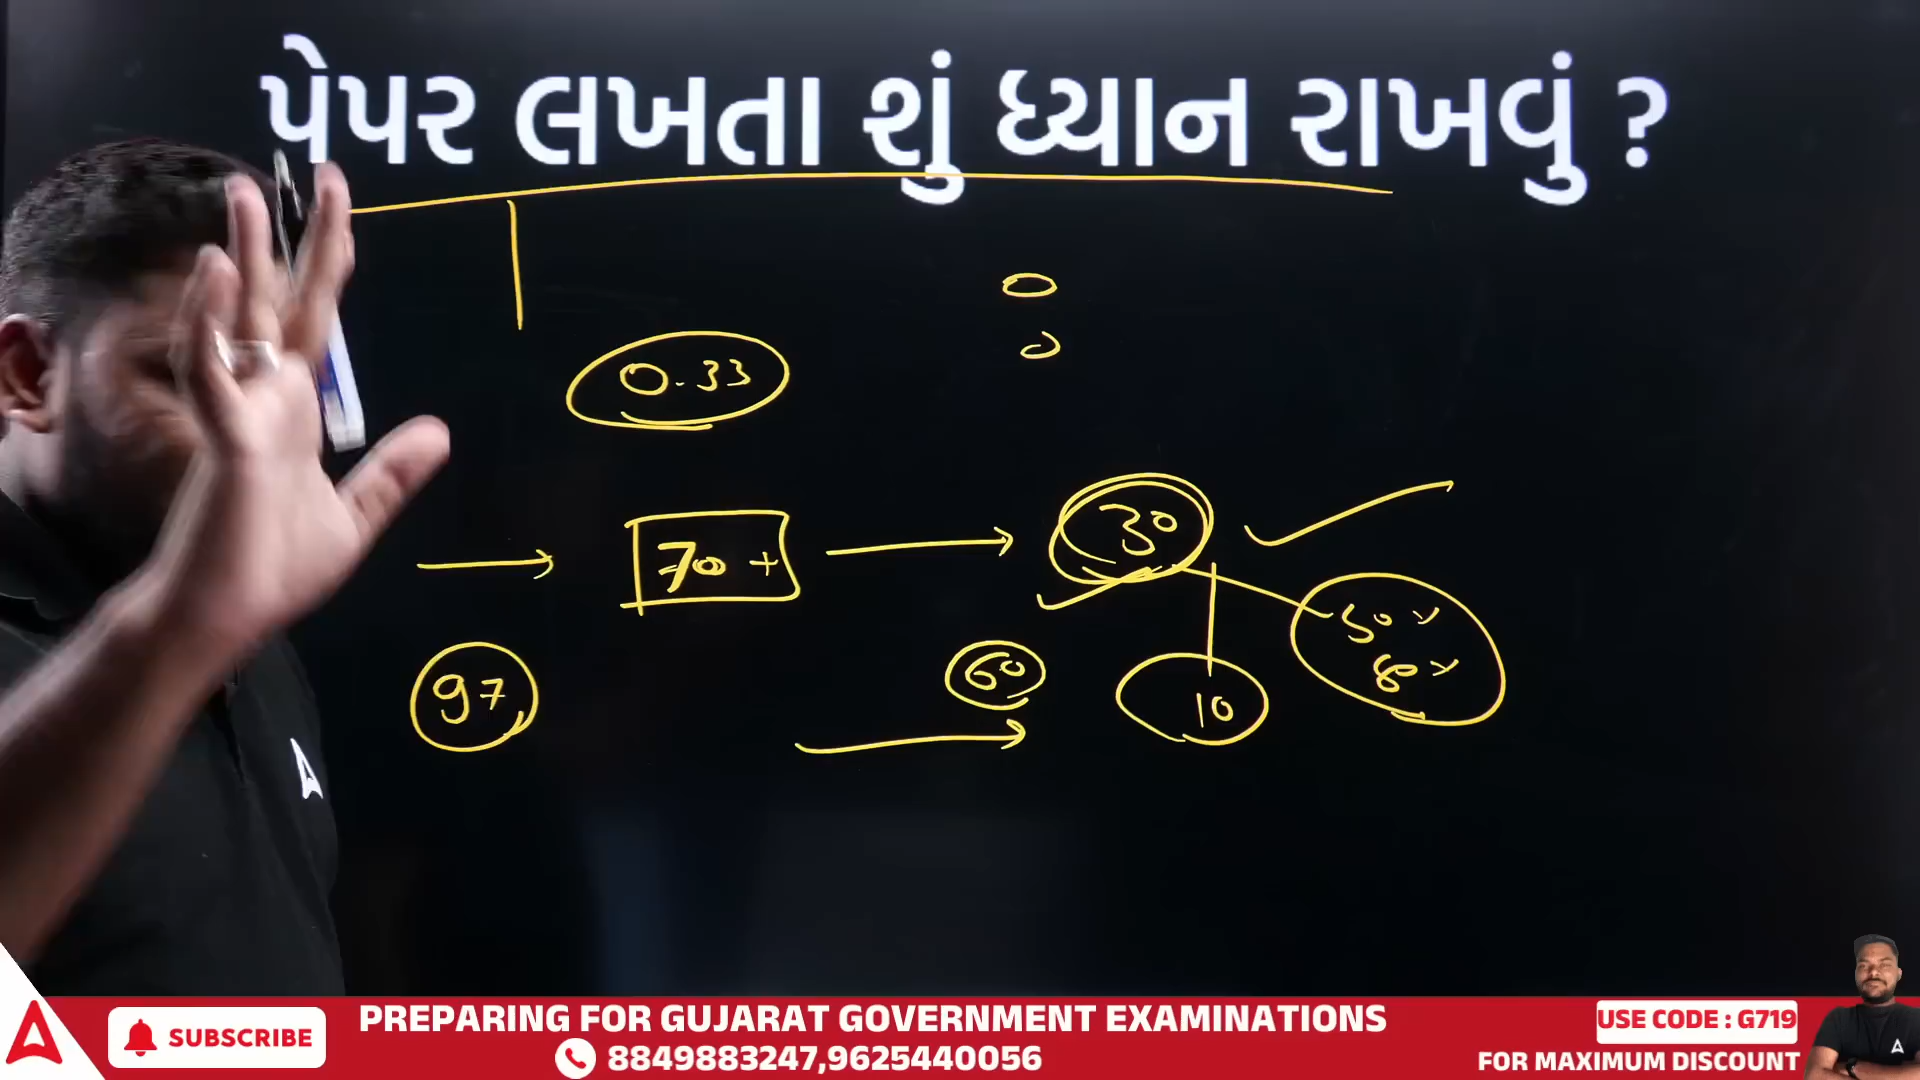 પેપર લખતા શું ધ્યાન રાખવું ?
0.33
70 +
30
97
60
10
50%
SUBSCRIBE
PREPARING FOR GUJARAT GOVERNMENT EXAMINATIONS
8849883247,9625440056
USE CODE : G719
FOR MAXIMUM DISCOUNT